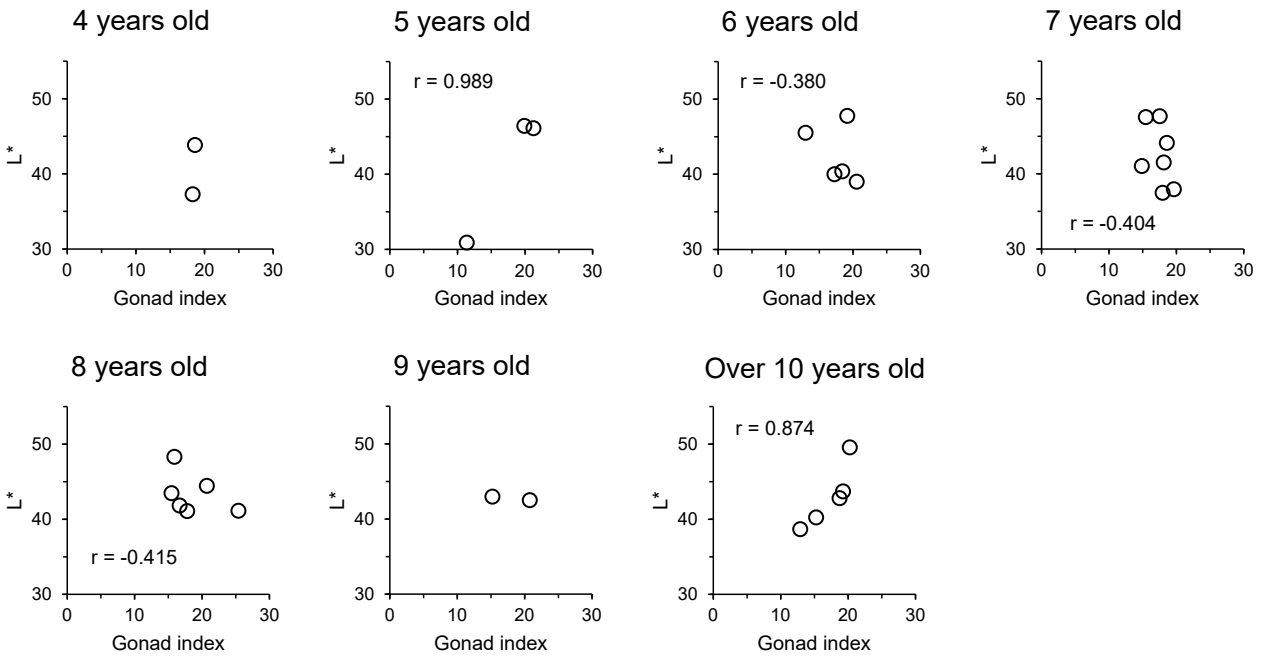 4 years old
50
40
30
L*
0 10 20 30
Gonad index
5 years old
r = 0.989
50
40
30
L*
0 10 20 30
Gonad index
6 years old
r = -0.380
50
40
30
L*
0 10 20 30
Gonad index
7 years old
50
40
30
L*
r = -0.404
0 10 20 30
Gonad index
8 years old
50
40
30
L*
r = -0.415
0 10 20 30
Gonad index
9 years old
50
40
30
L*
0 10 20 30
Gonad index
Over 10 years old
r = 0.874
50
40
30
L*
0 10 20 30
Gonad index